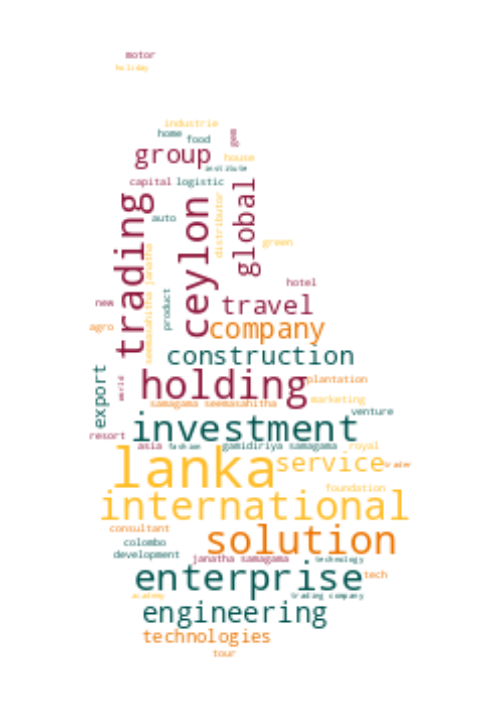 motor
holiday
industrie
home
food
gem
group
house
institute
capital
logistic
trading
ceylon
global
distributor
auto
green
seemasahitha janatha
product
hotel
new
travel
agro
company
construction
export
world
holding
plantation
samagama seemasahitha
marketing
venture
investment
resort
asia
fashion
gamidiriya samagama
royal
lanka
service
trader
foundation
international
consultant
solution
colombo
development
janatha samagama
technology
enterprise
tech
academy
trading company
engineering
technologies
tour